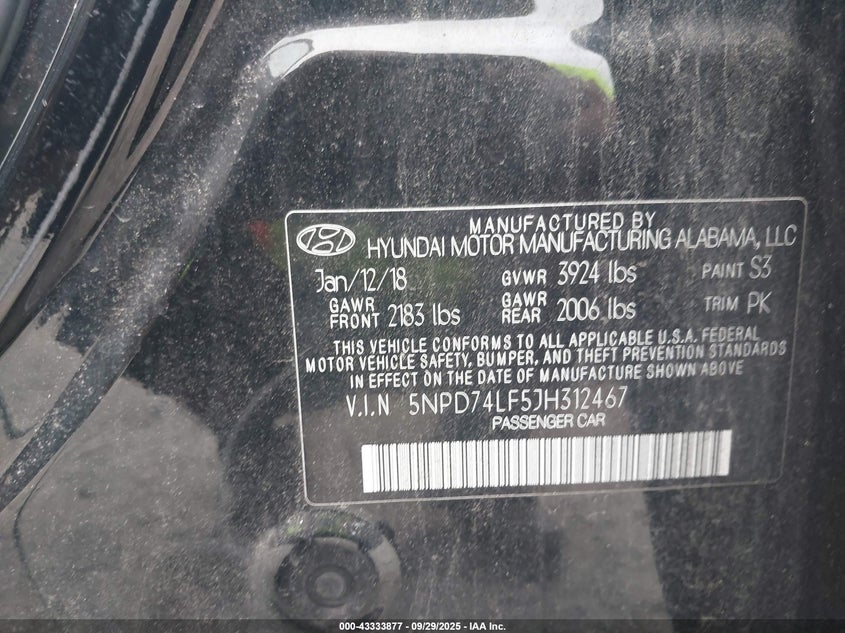 MANUFACTURED BY
HYUNDAI MOTOR MANUFACTURING ALABAMA, LLC
Jan/12/18 GVWR 3924 lbs PAINT S3
GAWR FRONT 2183 lbs GAWR REAR 2006 lbs TRIM PK
THIS VEHICLE CONFORMS TO ALL APPLICABLE U.S.A. FEDERAL
MOTOR VEHICLE SAFETY, BUMPER, AND THEFT PREVENTION STANDARDS
IN EFFECT ON THE DATE OF MANUFACTURE SHOWN ABOVE
V.I.N 5NPD74LF5JH312467
PASSENGER CAR
000-43333877 - 09/29/2025 - IAA Inc.